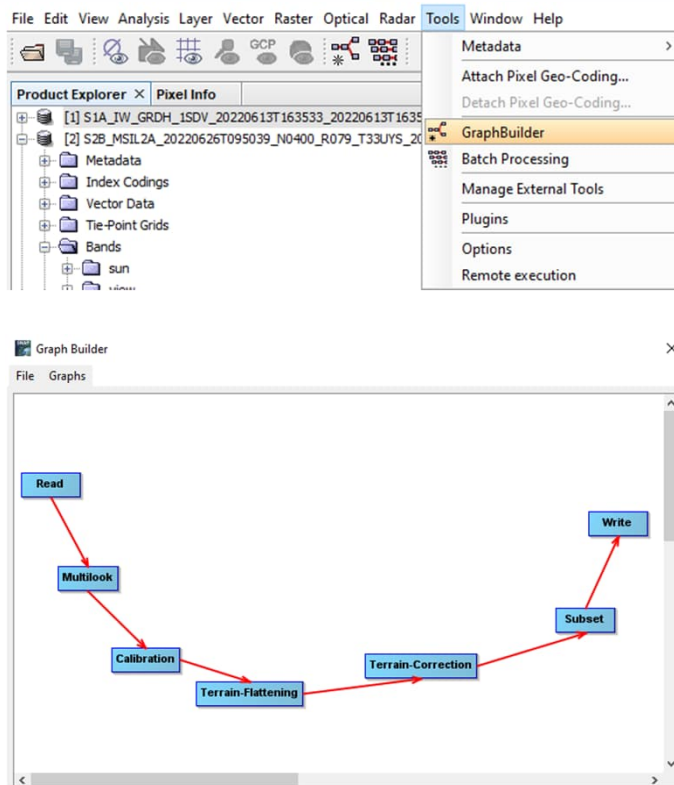 File Edit View Analysis Layer Vector Raster Optical Radar Tools Window Help
GCP
Metadata
Attach Pixel Geo-Coding...
Detach Pixel Geo-Coding...
GraphBuilder
Batch Processing
Manage External Tools
Plugins
Options
Remote execution
Product Explorer Pixel Info
[1] S1A_IW_GRDH_1SDV_20220613T163533_20220613T1635
[2] S2B_MSIL2A_20220626T095039_N0400_R079_T33UYS_20
Metadata
Index Codings
Vector Data
Tie-Point Grids
Bands
sun
view
Graph Builder
File Graphs
Read
Write
Multilook
Subset
Calibration
Terrain-Correction
Terrain-Flattening